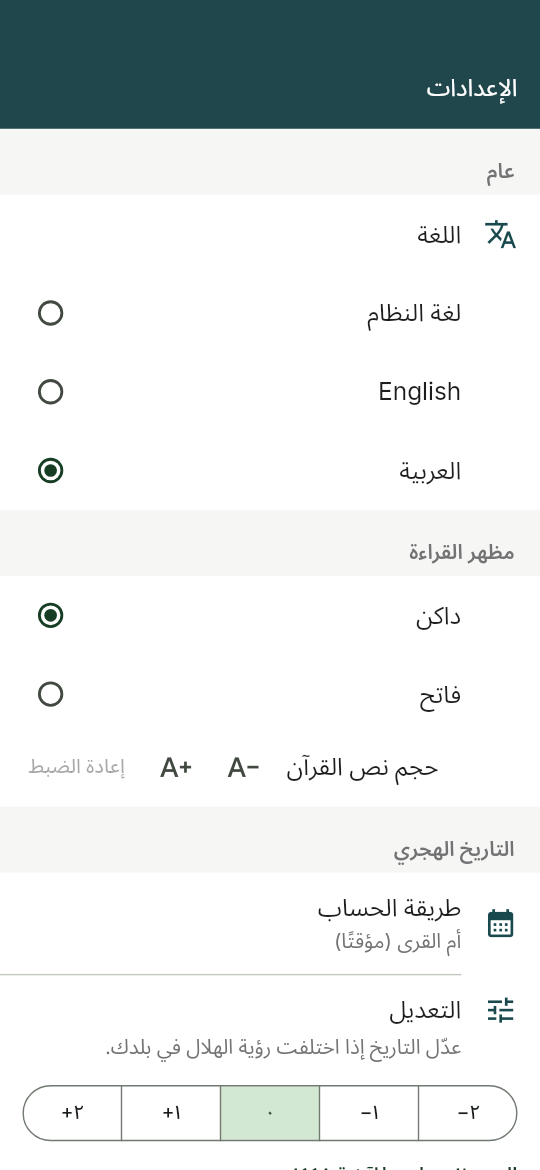 الإعدادات
عام
اللغة
لغة النظام
English
العربية
مظهر القراءة
داكن
فاتح
حجم نص القرآن A− A+ إعادة الضبط
التاريخ الهجري
طريقة الحساب
أم القرى (مؤقتًا)
التعديل
عدّل التاريخ إذا اختلفت رؤية الهلال في بلدك.
−٢ −١ ٠ +١ +٢